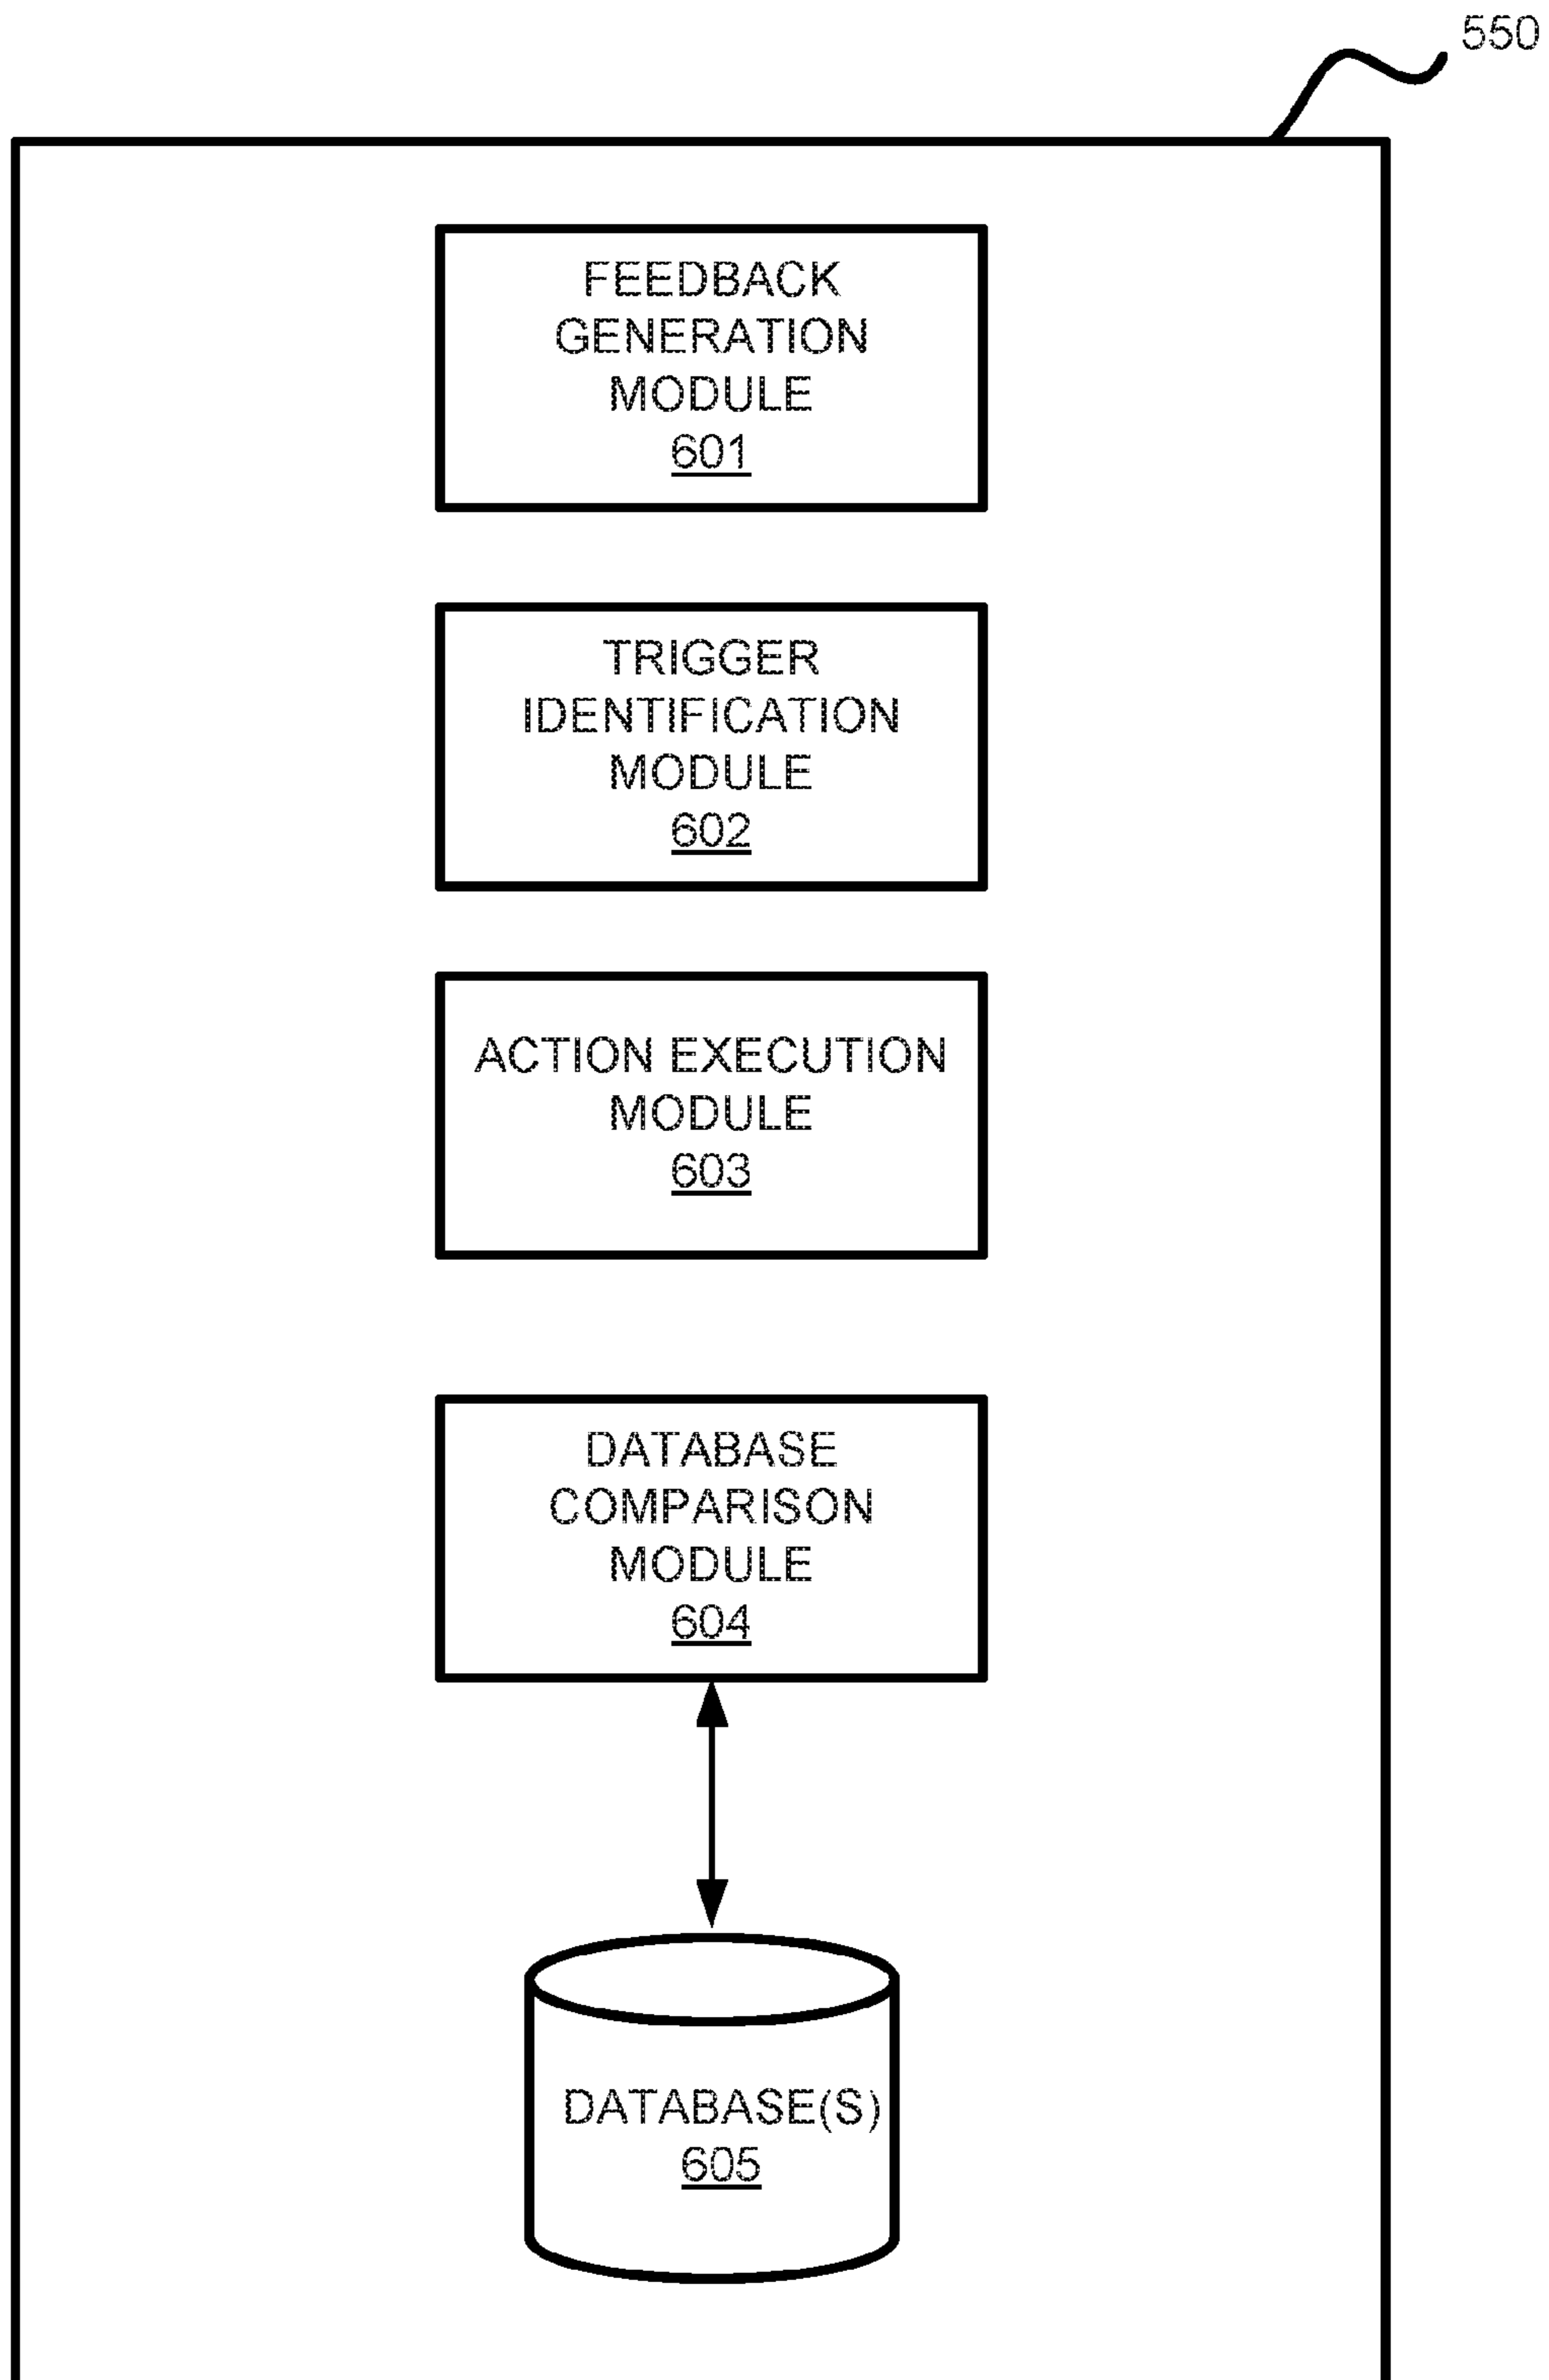 550
FEEDBACK
GENERATION
MODULE
601
TRIGGER
IDENTIFICATION
MODULE
602
ACTION EXECUTION
MODULE
603
DATABASE
COMPARISON
MODULE
604
DATABASE(S)
605